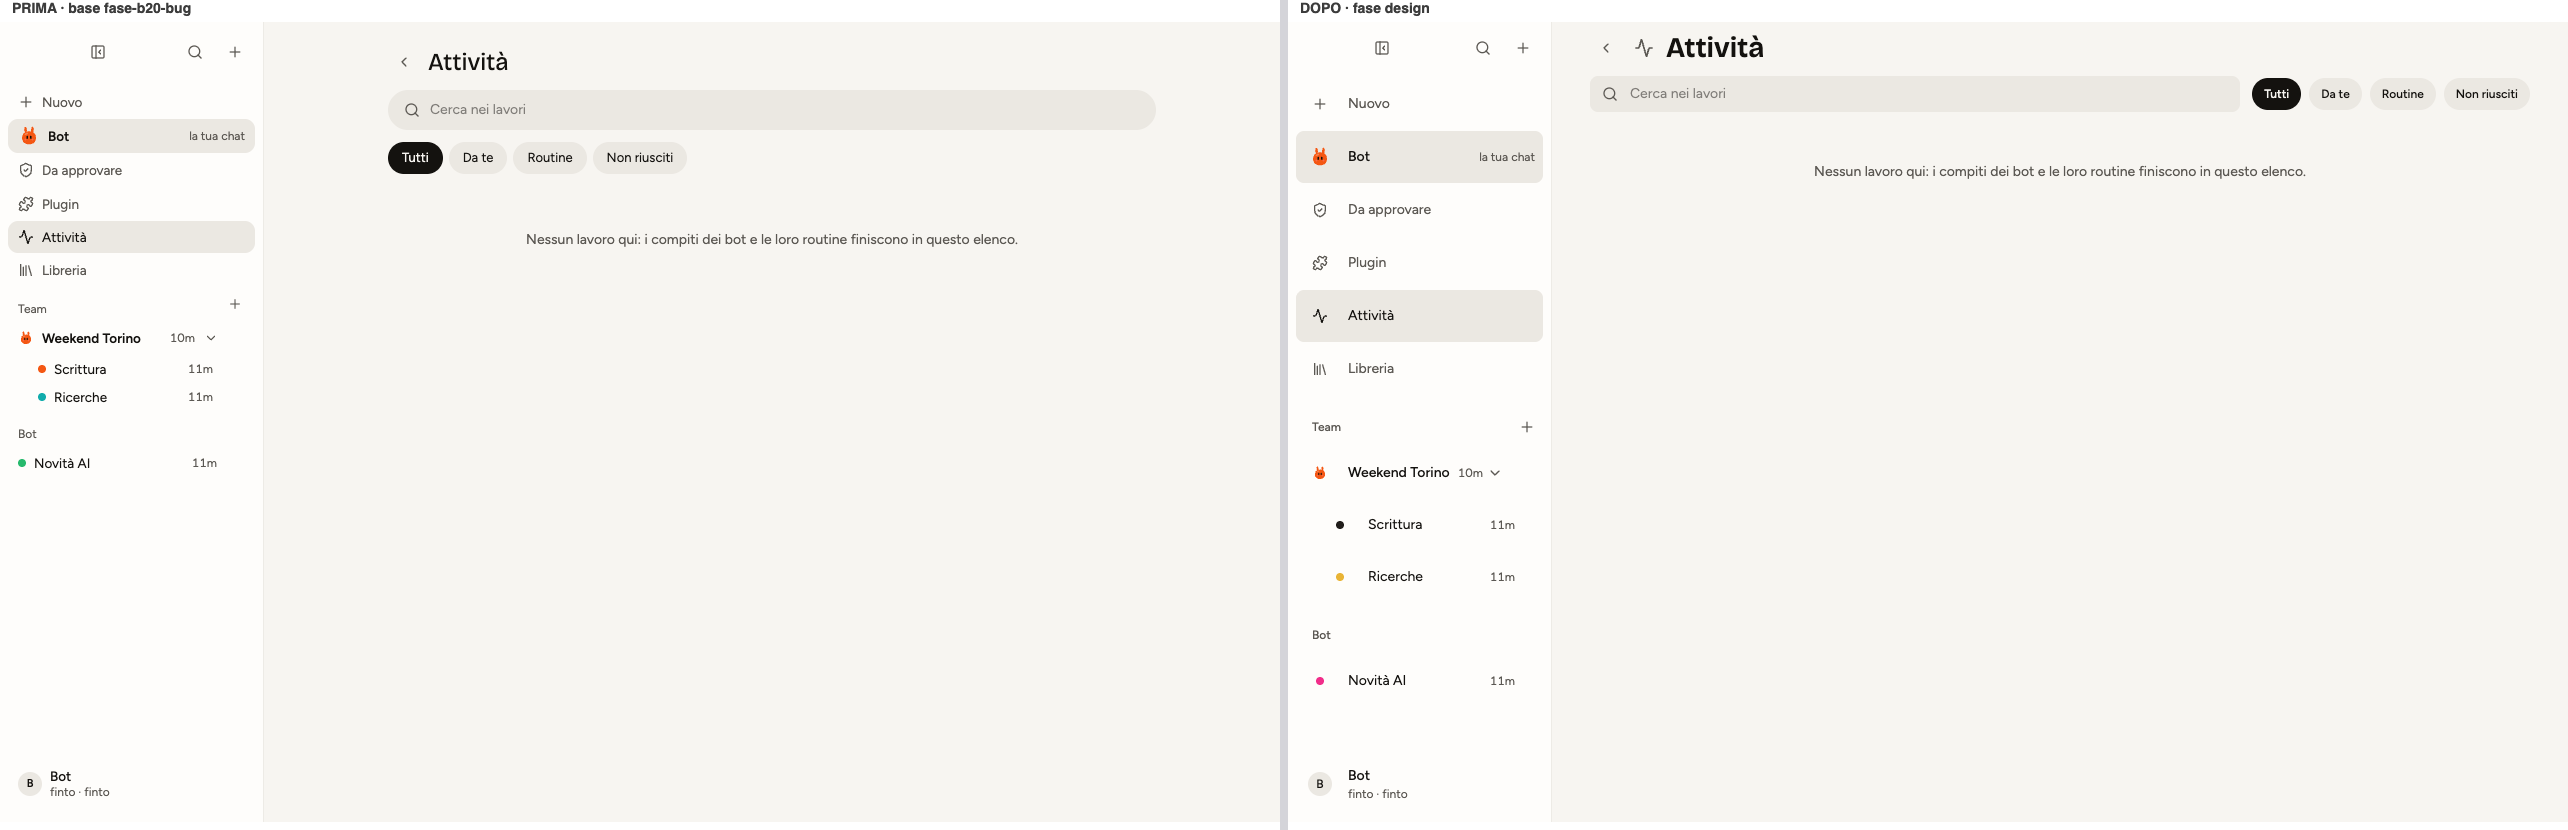 PRIMA · base fase-b20-bug
Nuovo
Bot la tua chat
Da approvare
Plugin
Attività
Libreria
Team
Weekend Torino 10m
Scrittura 11m
Ricerche 11m
Bot
Novità AI 11m
B
Bot
finto · finto
Attività
Cerca nei lavori
Tutti Da te Routine Non riusciti
Nessun lavoro qui: i compiti dei bot e le loro routine finiscono in questo elenco.
DOPO · fase design
Nuovo
Bot la tua chat
Da approvare
Plugin
Attività
Libreria
Team
Weekend Torino 10m
Scrittura 11m
Ricerche 11m
Bot
Novità AI 11m
B
Bot
finto · finto
Attività
Cerca nei lavori Tutti Da te Routine Non riusciti
Nessun lavoro qui: i compiti dei bot e le loro routine finiscono in questo elenco.